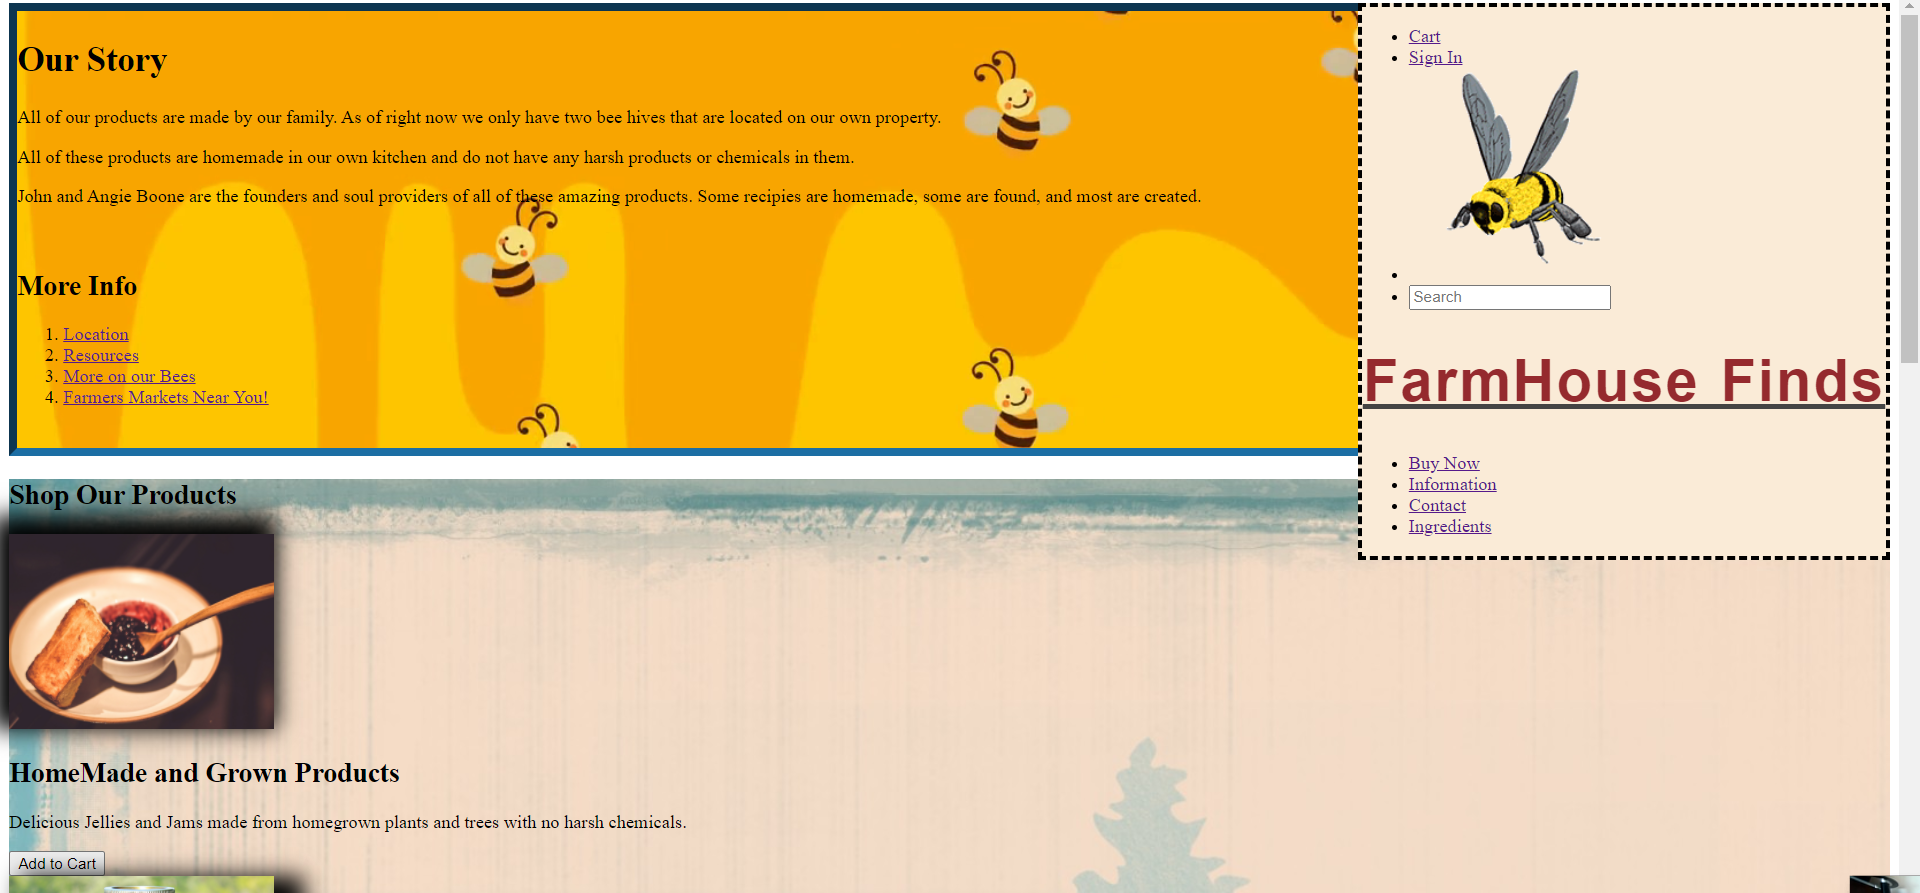 Our Story
All of our products are made by our family. As of right now we only have two bee hives that are located on our own property.
All of these products are homemade in our own kitchen and do not have any harsh products or chemicals in them.
John and Angie Boone are the founders and soul providers of all of these amazing products. Some recipies are homemade, some are found, and most are created.
More Info
1. Location
2. Resources
3. More on our Bees
4. Farmers Markets Near You!
Cart
Sign In
Search
FarmHouse Finds
Buy Now
Information
Contact
Ingredients
Shop Our Products
HomeMade and Grown Products
Delicious Jellies and Jams made from homegrown plants and trees with no harsh chemicals.
Add to Cart